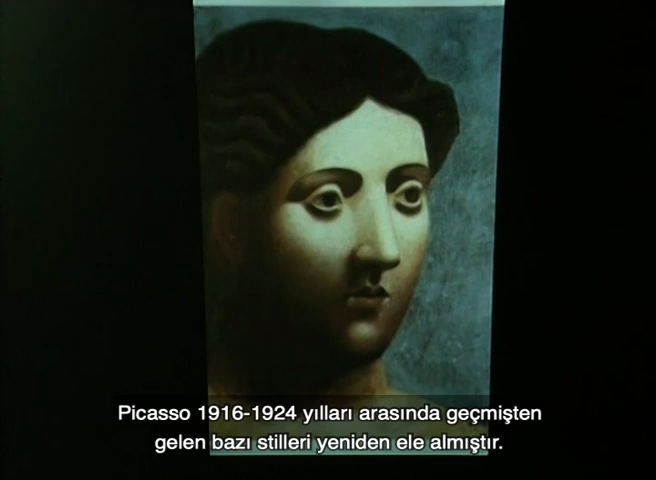 Picasso 1916-1924 yılları arasında geçmişten
gelen bazı stilleri yeniden ele almıştır.